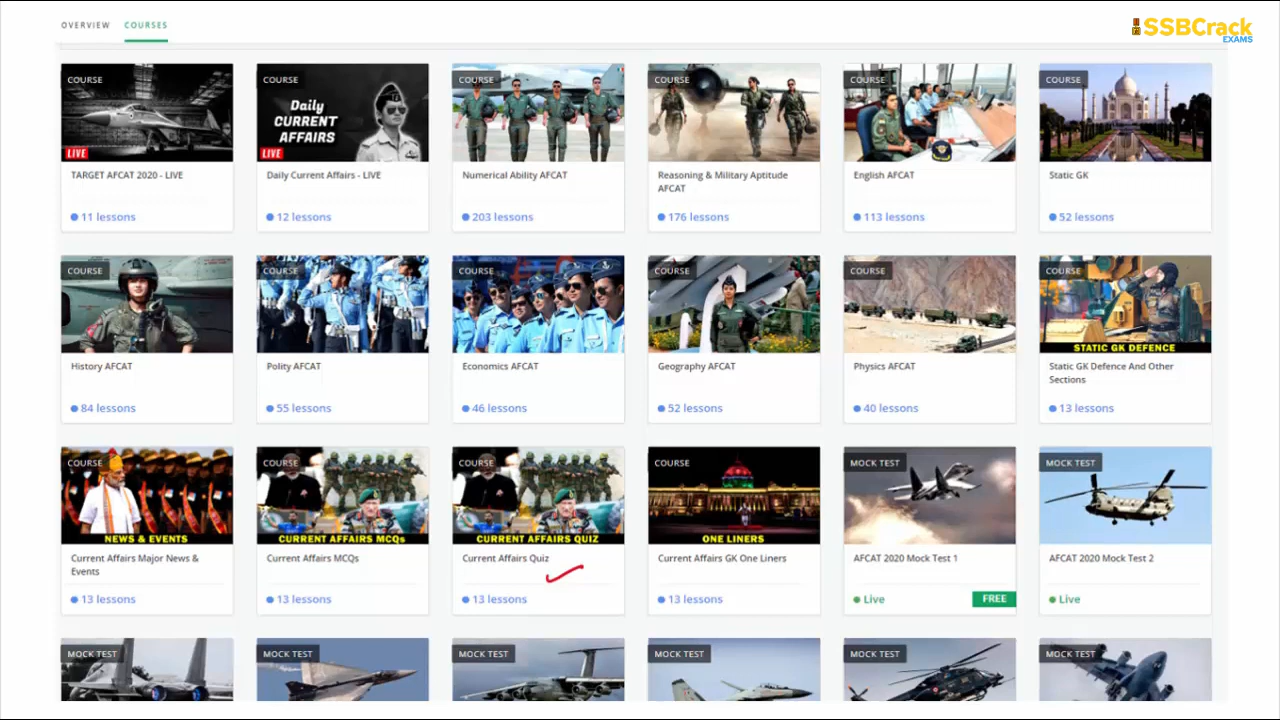 OVERVIEW COURSES
SSBCrack
EXAMS
COURSE COURSE COURSE COURSE COURSE COURSE
Daily
CURRENT
AFFAIRS
LIVE LIVE
TARGET AFCAT 2020 - LIVE Daily Current Affairs - LIVE Numerical Ability AFCAT Reasoning & Military Aptitude English AFCAT Static GK
AFCAT
11 lessons 12 lessons 203 lessons 176 lessons 113 lessons 52 lessons
COURSE COURSE COURSE COURSE COURSE COURSE
STATIC GK DEFENCE
History AFCAT Polity AFCAT Economics AFCAT Geography AFCAT Physics AFCAT Static GK Defence And Other
Sections
84 lessons 55 lessons 46 lessons 52 lessons 40 lessons 13 lessons
COURSE COURSE COURSE COURSE MOCK TEST MOCK TEST
NEWS & EVENTS CURRENT AFFAIRS MCQs CURRENT AFFAIRS QUIZ ONE LINERS
Current Affairs Major News & Current Affairs MCQs Current Affairs Quiz Current Affairs GK One Liners AFCAT 2020 Mock Test 1 AFCAT 2020 Mock Test 2
Events
13 lessons 13 lessons 13 lessons 13 lessons Live FREE Live
MOCK TEST MOCK TEST MOCK TEST MOCK TEST MOCK TEST MOCK TEST